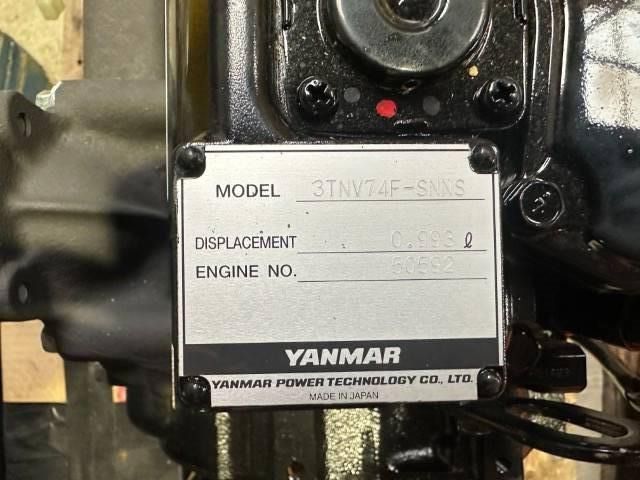 MODEL 3TNV74F-SNNS
DISPLACEMENT 0.993 ℓ
ENGINE NO. 50592
YANMAR
YANMAR POWER TECHNOLOGY CO., LTD.
MADE IN JAPAN